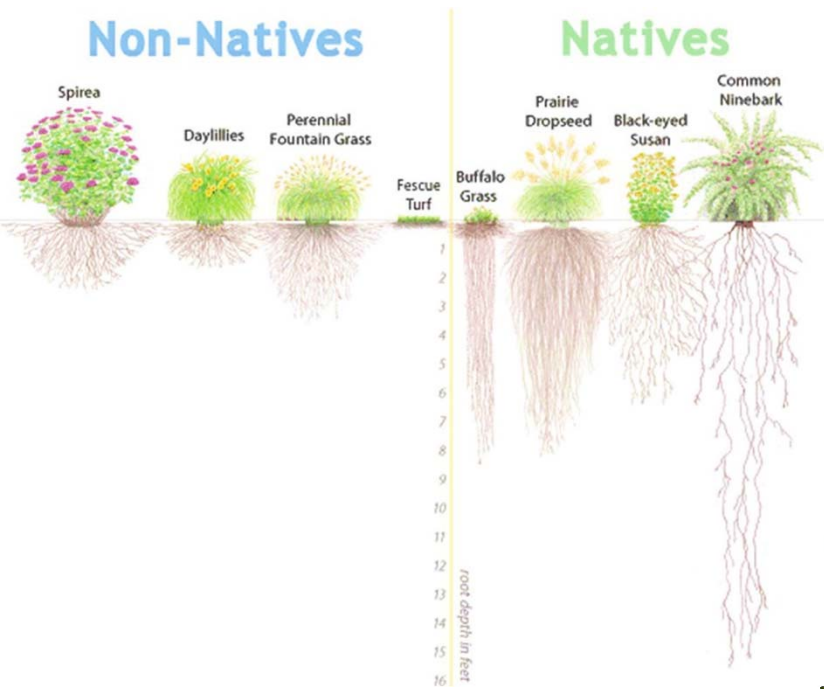 Non-Natives
Natives
Spirea
Daylillies
Perennial
Fountain Grass
Fescue
Turf
Buffalo
Grass
Prairie
Dropseed
Black-eyed
Susan
Common
Ninebark
1
2
3
4
5
6
7
8
9
10
11
12
13
14
15
16
root depth in feet